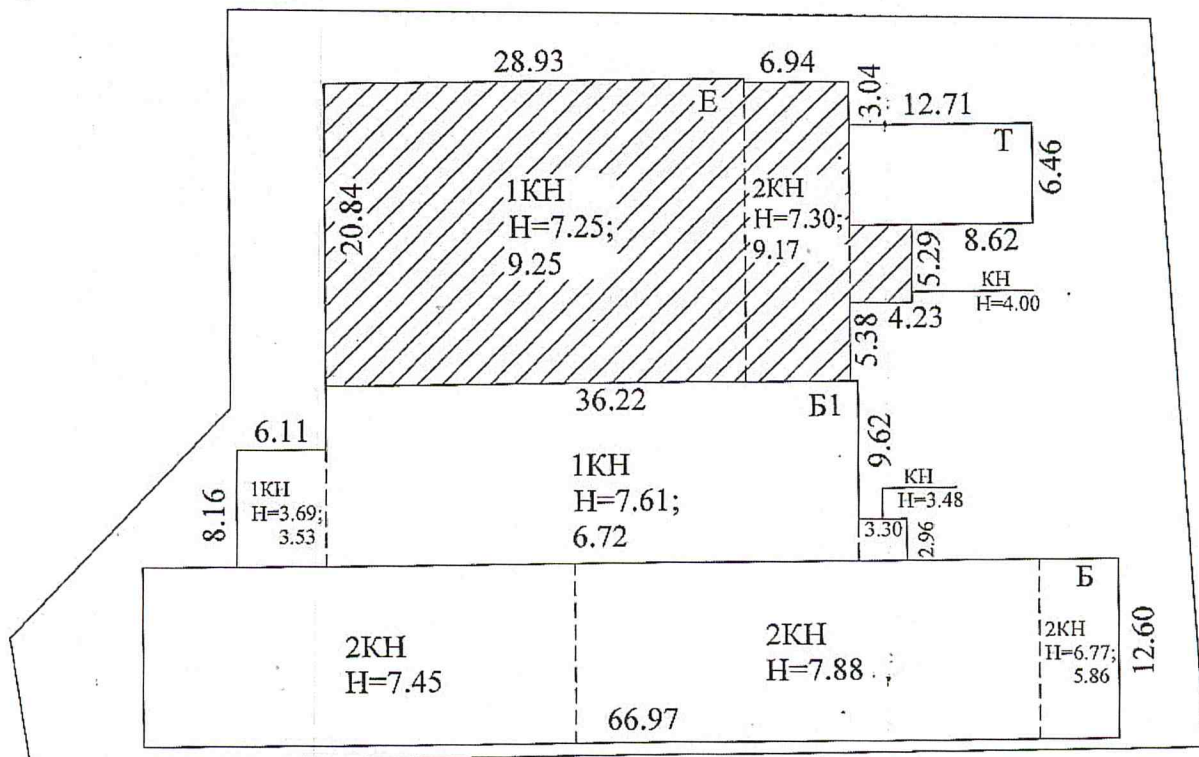 28.93
6.94
3.04
12.71
Е
Т
6.46
20.84
1КН
Н=7.25;
9.25
2КН
Н=7.30;
9.17
8.62
5.29
КН
Н=4.00
4.23
5.38
36.22
Б1
6.11
9.62
8.16
1КН
Н=3.69;
3.53
1КН
Н=7.61;
6.72
КН
Н=3.48
3.30
2.96
Б
2КН
Н=7.45
2КН
Н=7.88
2КН
Н=6.77;
5.86
12.60
66.97